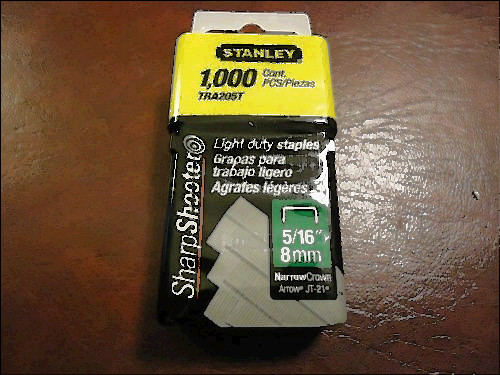 STANLEY
1,000 Cont.
PCS/Piezas
TRA205T
SharpShooter
Light duty staples
Grapas para
trabajo ligero
Agrafes légères
5/16"
8mm
NarrowCrown
Arrow® JT-21®